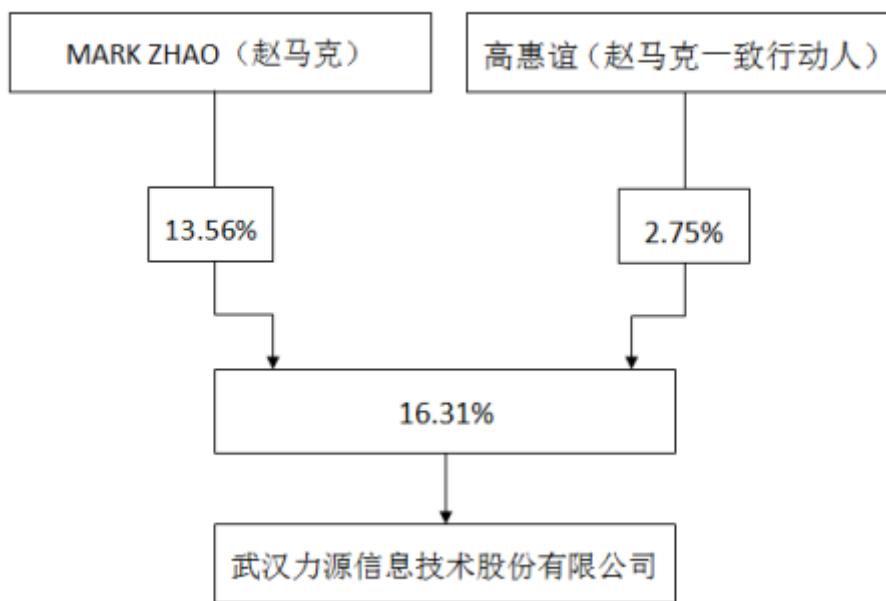 MARK ZHAO（赵马克）
高惠谊（赵马克一致行动人）
13.56%
2.75%
16.31%
武汉力源信息技术股份有限公司